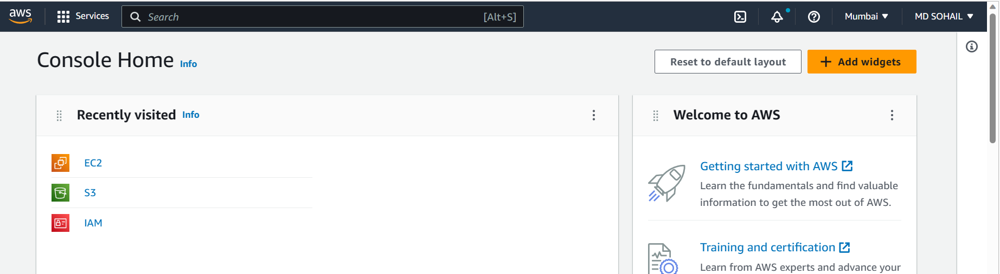 aws Services Search [Alt+S] Mumbai ▼ MD SOHAIL ▼
Console Home Info
Reset to default layout
+ Add widgets
Recently visited Info
EC2
S3
IAM
Welcome to AWS
Getting started with AWS
Learn the fundamentals and find valuable
information to get the most out of AWS.
Training and certification
Learn from AWS experts and advance your